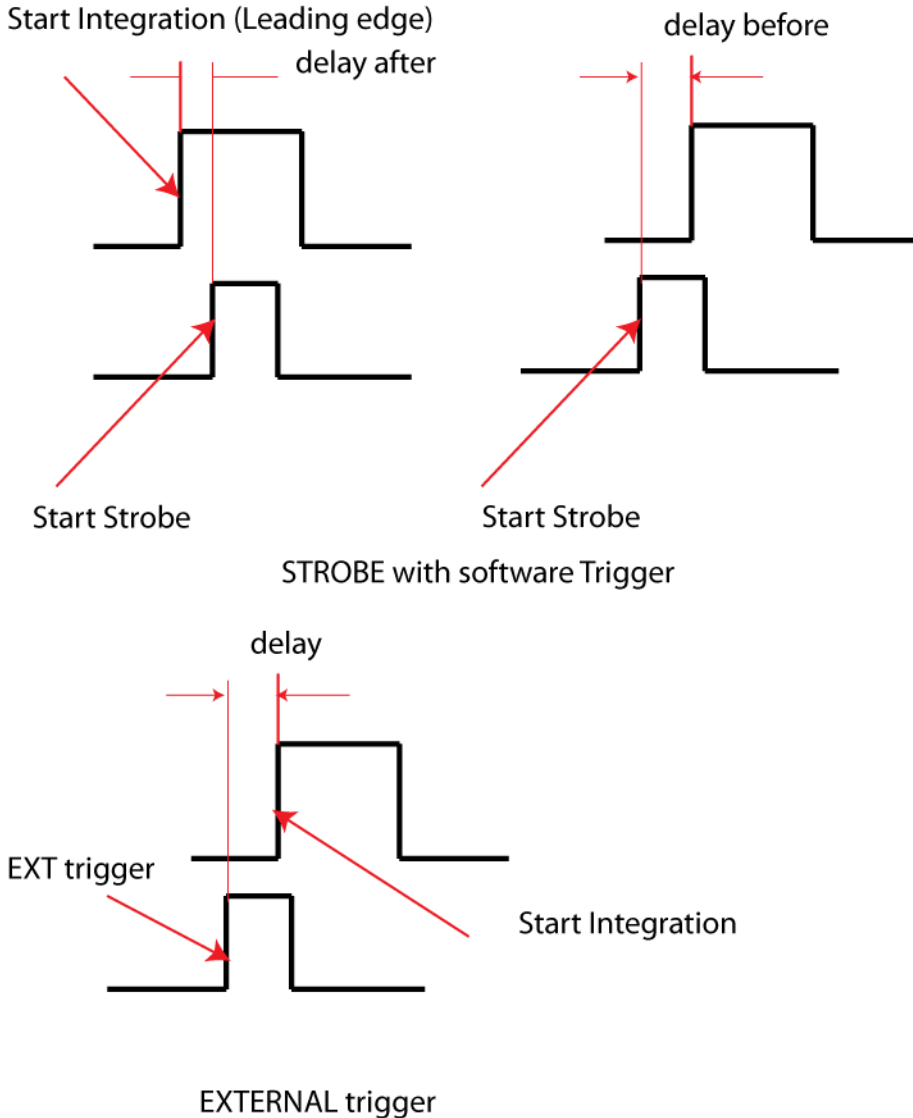 Start Integration (Leading edge)
delay after
delay before
Start Strobe
Start Strobe
STROBE with software Trigger
delay
EXT trigger
Start Integration
EXTERNAL trigger